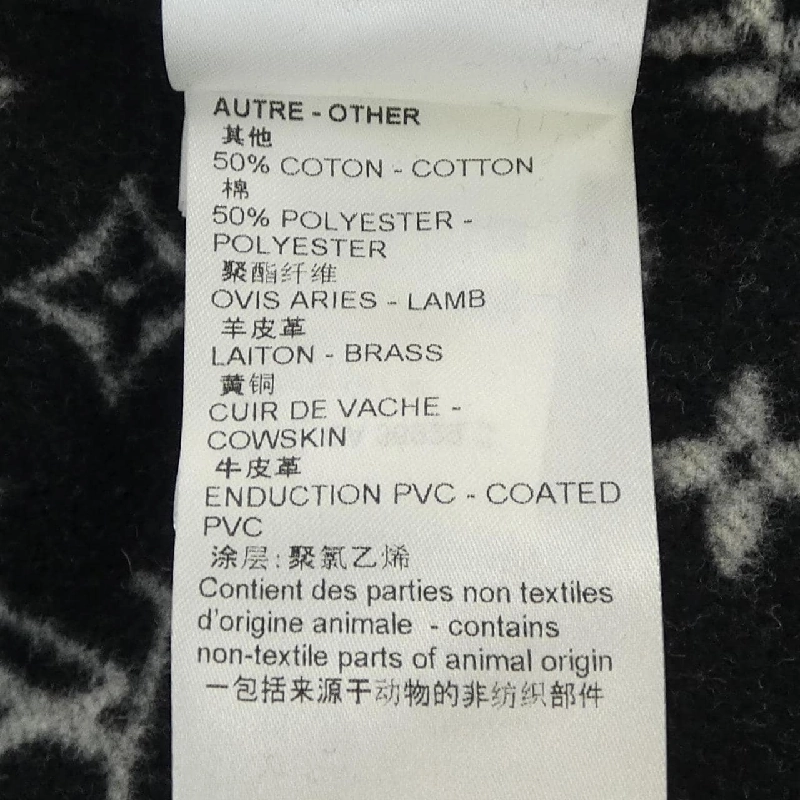 AUTRE - OTHER
其他
50% COTON - COTTON
棉
50% POLYESTER -
POLYESTER
聚酯纤维
OVIS ARIES - LAMB
羊皮革
LAITON - BRASS
黄铜
CUIR DE VACHE -
COWSKIN
牛皮革
ENDUCTION PVC - COATED
PVC
涂层：聚氯乙烯
Contient des parties non textiles
d'origine animale - contains
non-textile parts of animal origin
一包括来源干动物的非纺织部件